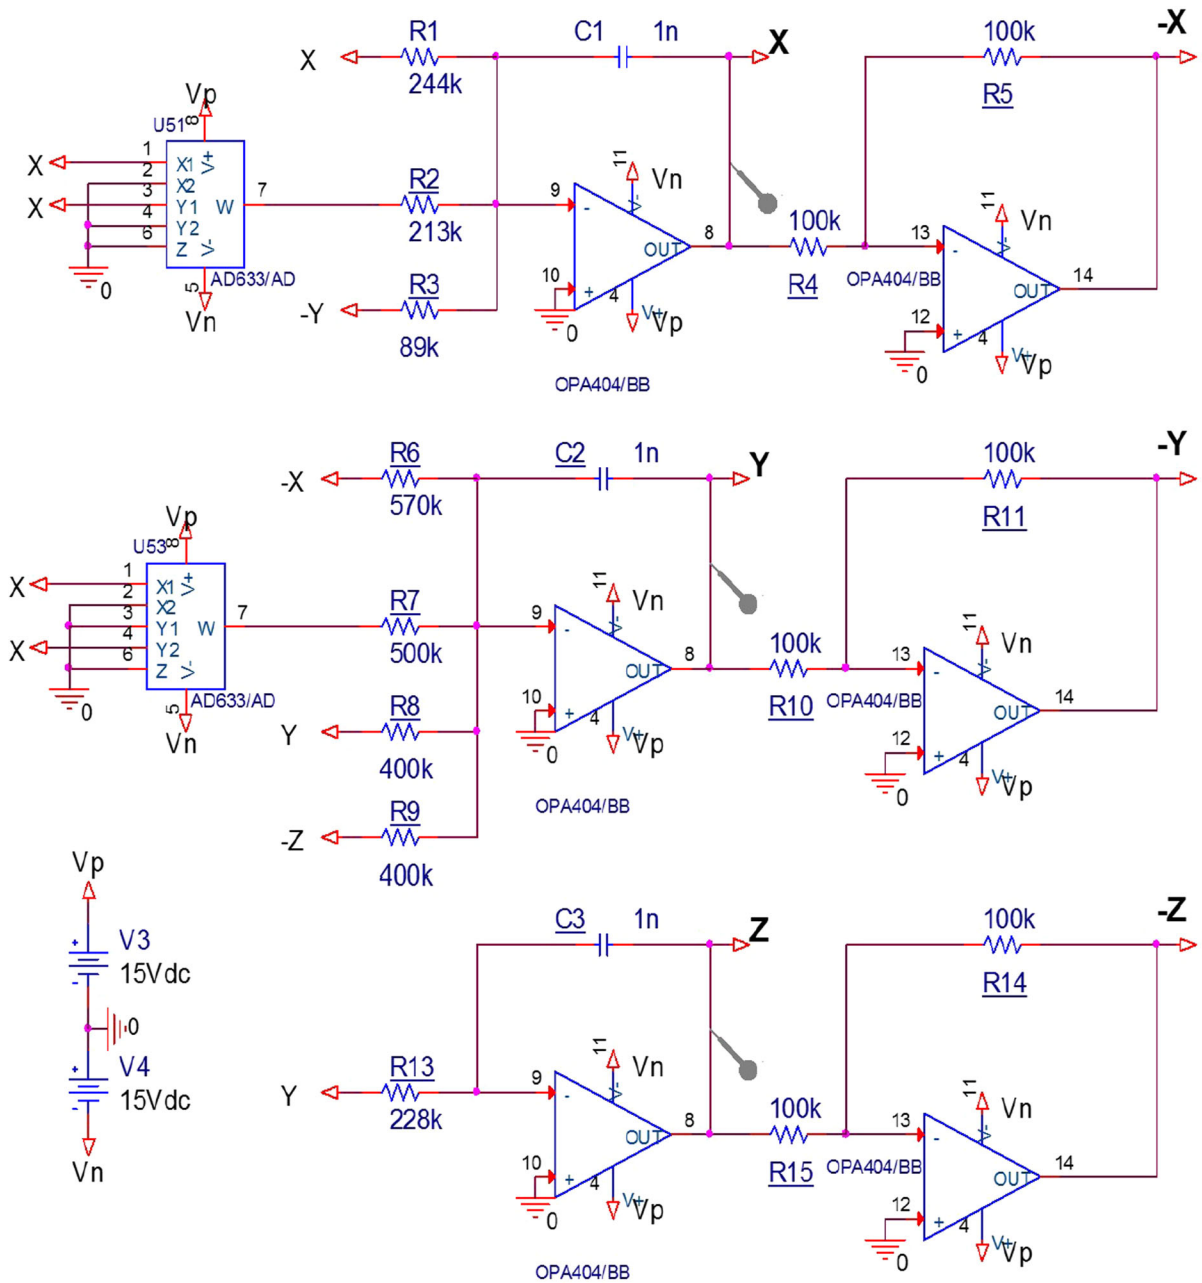 R1
C1
1n
X
100k
-X
X
244k
R5
Vp
8
U51
X
1
X1
V+
2
X2
X
3
Y1
W
7
4
Y2
6
Z
V-
0
5
AD633/AD
Vn
R2
213k
-Y
R3
89k
9
-
11
Vn
V-
OUT
8
10
+
4
V+
Vp
0
OPA404/BB
100k
R4
OPA404/BB
13
-
11
Vn
V-
OUT
14
12
+
4
V+
Vp
0
R6
C2
1n
Y
100k
-Y
-X
570k
R11
Vp
8
U53
X
1
X1
V+
2
X2
3
Y1
W
7
X
4
Y2
6
Z
V-
0
5
AD633/AD
Vn
R7
500k
Y
R8
400k
-Z
R9
400k
9
-
11
Vn
V-
OUT
8
10
+
4
V+
Vp
0
OPA404/BB
100k
R10
OPA404/BB
13
-
11
Vn
V-
OUT
14
12
+
4
V+
Vp
0
Vp
+
V3
15Vdc
-
0
+
V4
15Vdc
-
Vn
C3
1n
Z
100k
-Z
R14
Y
R13
228k
9
-
11
Vn
V-
OUT
8
10
+
4
V+
Vp
0
OPA404/BB
100k
R15
OPA404/BB
13
-
11
Vn
V-
OUT
14
12
+
4
V+
Vp
0